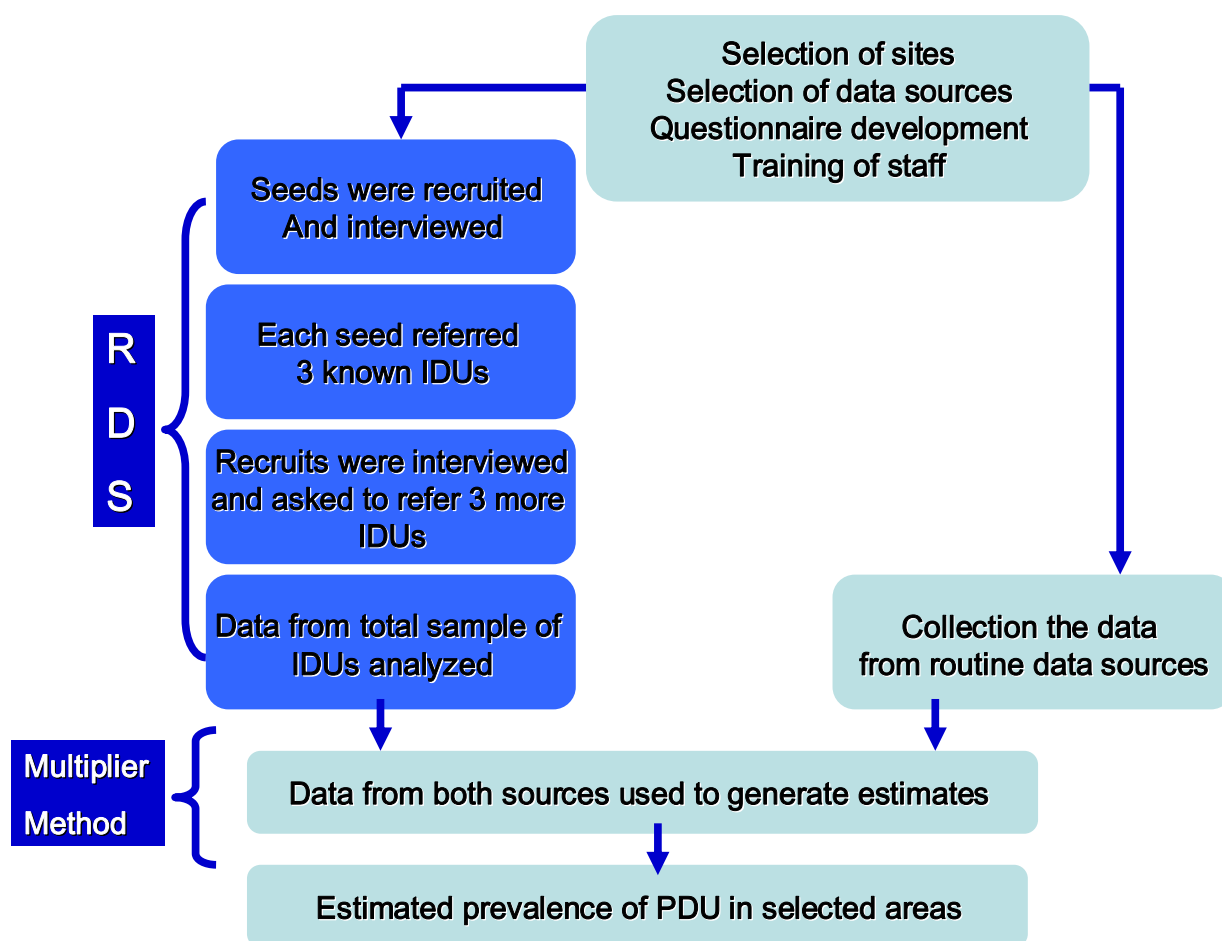 Selection of sites
Selection of data sources
Questionnaire development
Training of staff
Seeds were recruited
And interviewed
Each seed referred
3 known IDUs
Recruits were interviewed
and asked to refer 3 more
IDUs
Data from total sample of
IDUs analyzed
R
D
S
Collection the data
from routine data sources
Multiplier
Method
Data from both sources used to generate estimates
Estimated prevalence of PDU in selected areas